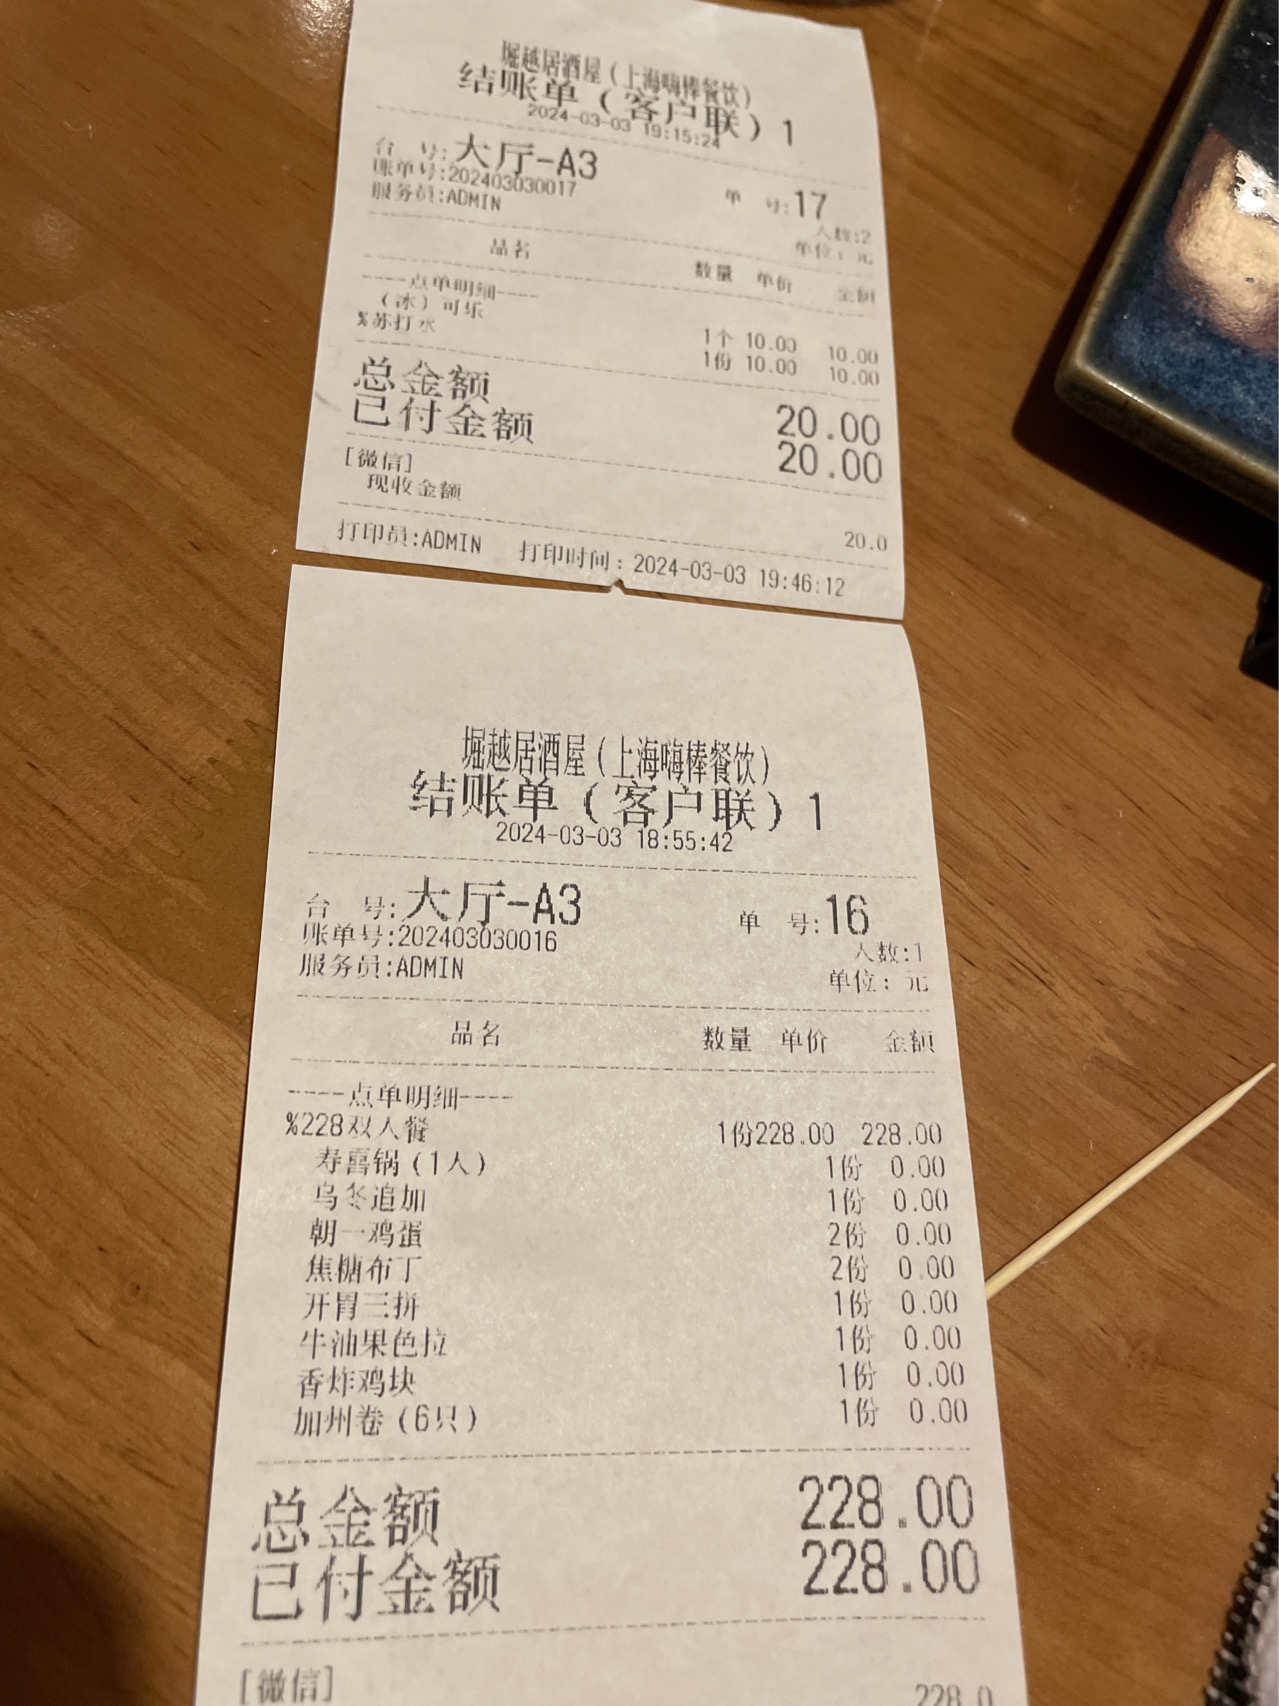 堀越居酒屋（上海嗨棒餐饮）
结账单（客户联）1
2024-03-03 19:15:24
台 号:大厅-A3 单 号:17
账单号:202403030017 人数:2
服务员:ADMIN 单位：元
品名 数量 单价 金额
----点单明细----
（冰）可乐 1个 10.00 10.00
%苏打水 1份 10.00 10.00
总金额 20.00
已付金额 20.00
[微信]
现收金额 20.0
打印员:ADMIN 打印时间：2024-03-03 19:46:12
堀越居酒屋（上海嗨棒餐饮）
结账单（客户联）1
2024-03-03 18:55:42
台 号:大厅-A3 单 号:16
账单号:202403030016 人数:1
服务员:ADMIN 单位：元
品名 数量 单价 金额
----点单明细----
%228双人餐 1份228.00 228.00
寿喜锅（1人） 1份 0.00
乌冬追加 1份 0.00
朝一鸡蛋 2份 0.00
焦糖布丁 2份 0.00
开胃三拼 1份 0.00
牛油果色拉 1份 0.00
香炸鸡块 1份 0.00
加州卷（6只） 1份 0.00
总金额 228.00
已付金额 228.00
[微信]
228.0